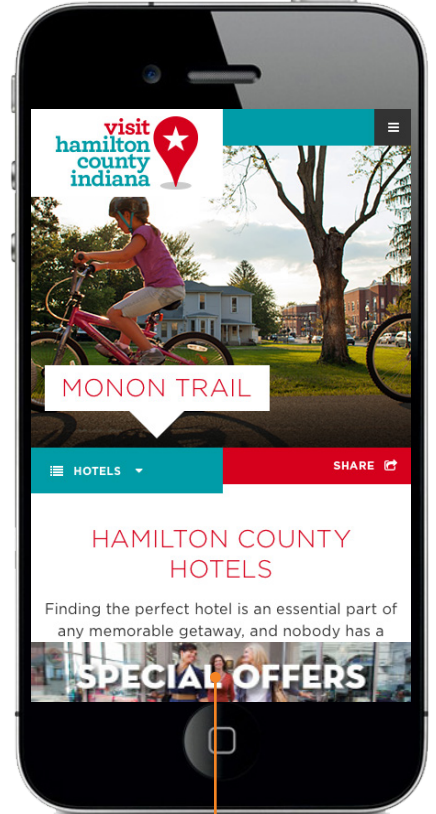 visit
hamilton
county
indiana
MONON TRAIL
HOTELS
SHARE
HAMILTON COUNTY
HOTELS
Finding the perfect hotel is an essential part of
any memorable getaway, and nobody has a
SPECIAL OFFERS